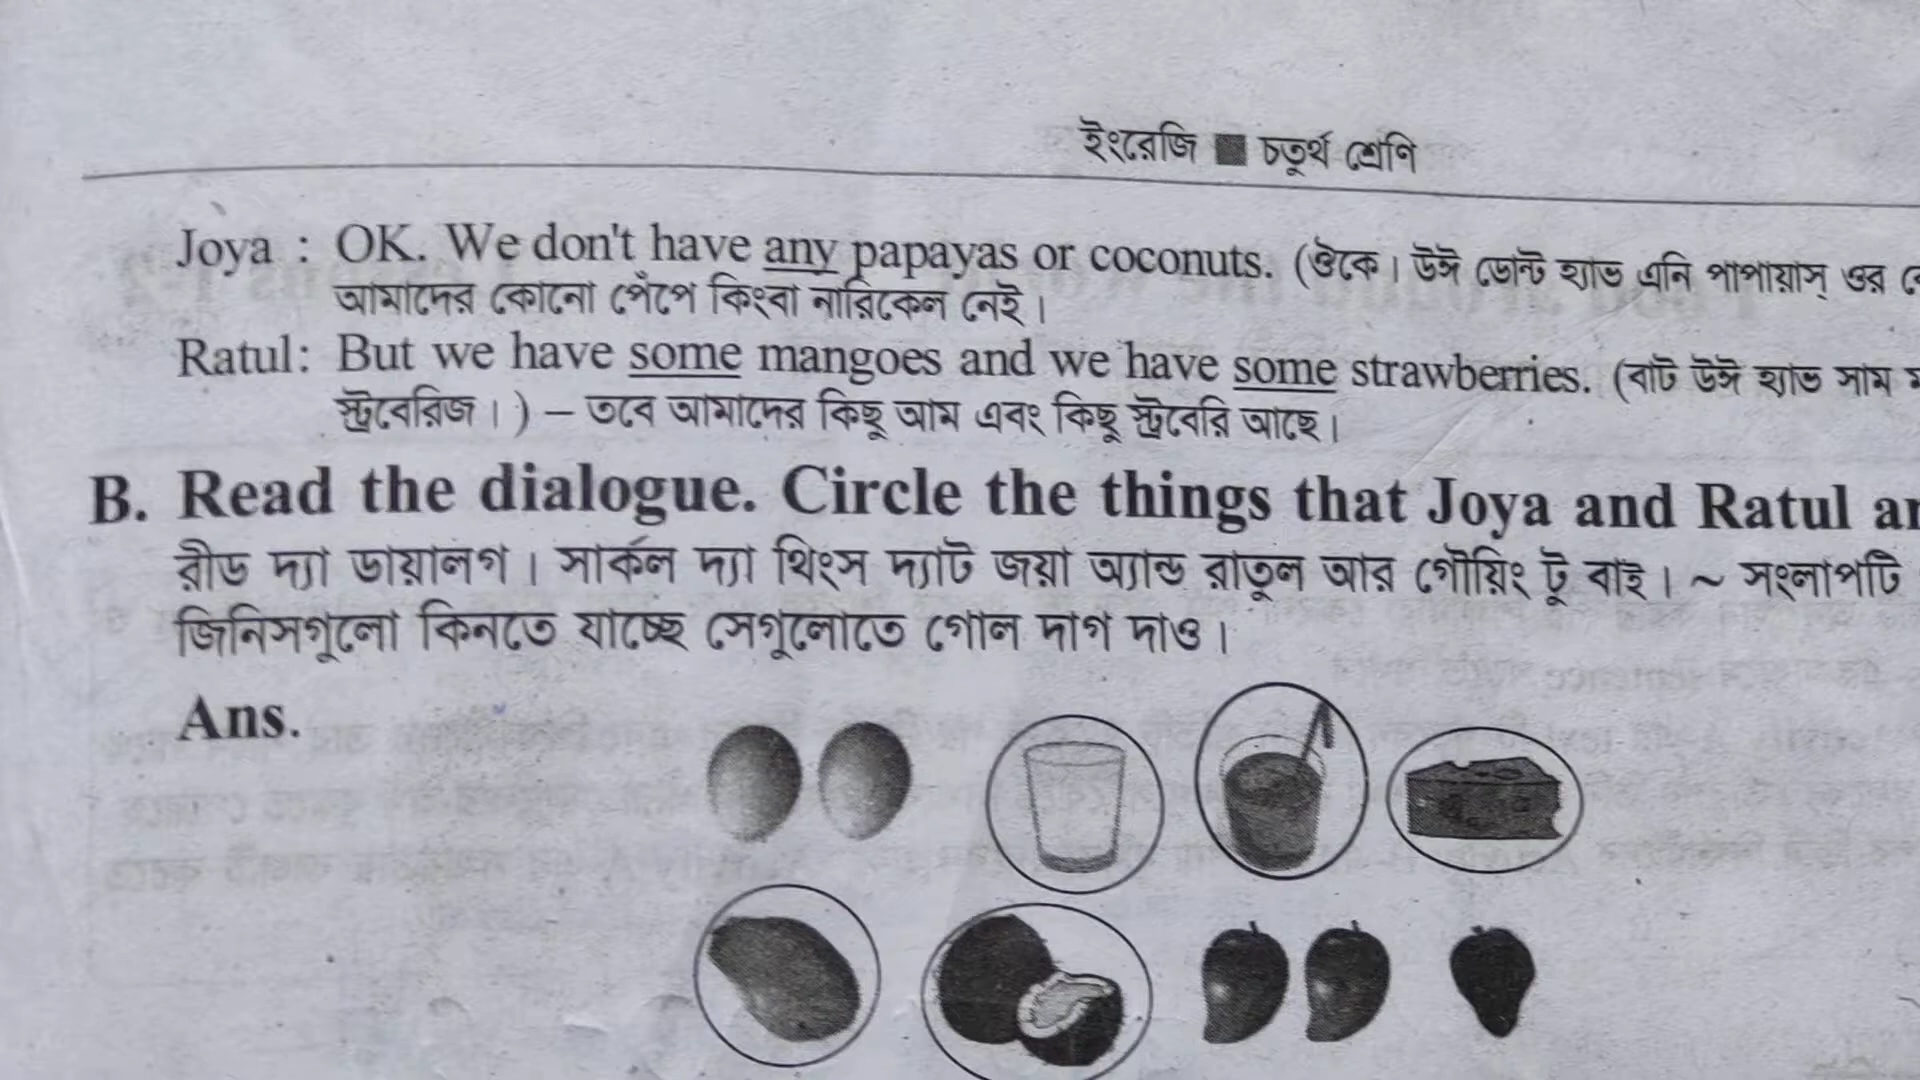 ইংরেজি ■ চতুর্থ শ্রেণি
Joya : OK. We don't have any papayas or coconuts. (ওকে। উঈ ডোন্ট হ্যাভ এনি পাপায়াস্ ওর
আমাদের কোনো পেঁপে কিংবা নারিকেল নেই।
Ratul: But we have some mangoes and we have some strawberries. (বাট উঈ হ্যাভ সাম
স্ট্রবেরিজ।) – তবে আমাদের কিছু আম এবং কিছু স্ট্রবেরি আছে।
B. Read the dialogue. Circle the things that Joya and Ratul
রীড দ্যা ডায়ালগ। সার্কল দ্যা থিংস দ্যাট জয়া অ্যান্ড রাতুল আর গৌয়িং টু বাই। ~ সংলাপটি
জিনিসগুলো কিনতে যাচ্ছে সেগুলোতে গোল দাগ দাও।
Ans.